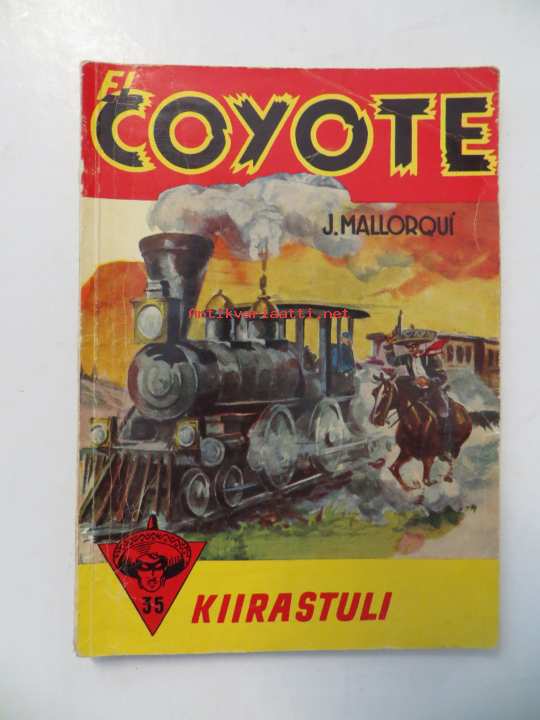 EL
COYOTE
J. MALLORQUÍ
antikvariaatti.net
35
KIIRASTULI